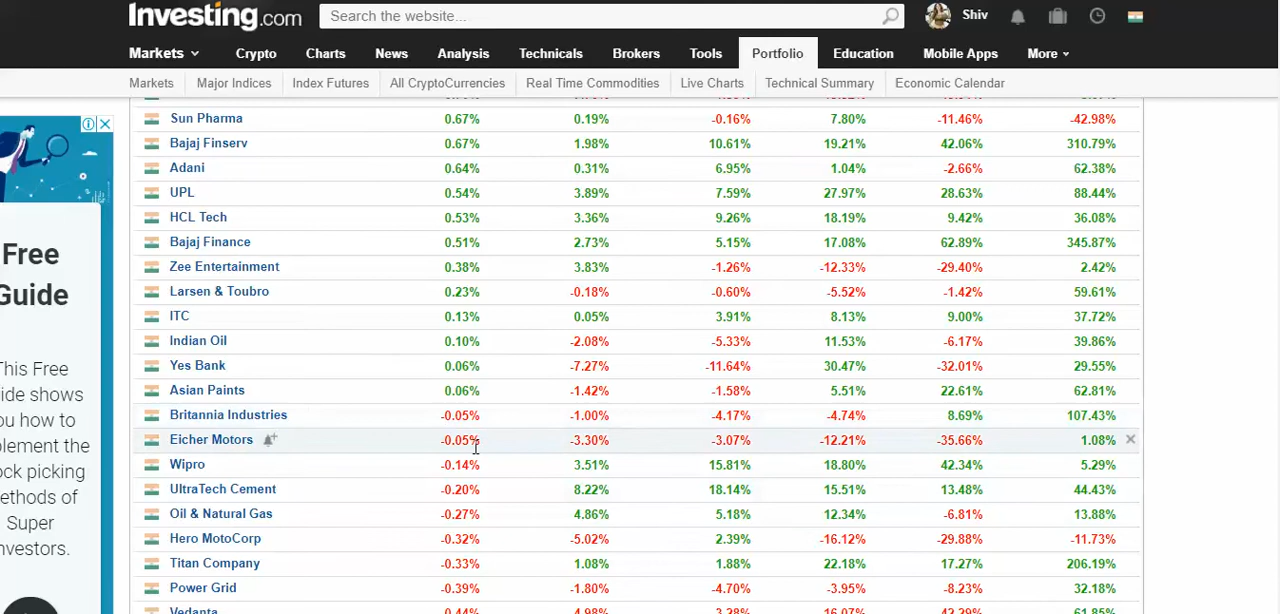 Investing.com
Search the website...
Shiv
Markets Crypto Charts News Analysis Technicals Brokers Tools Portfolio Education Mobile Apps More
Markets Major Indices Index Futures All CryptoCurrencies Real Time Commodities Live Charts Technical Summary Economic Calendar
Sun Pharma 0.67% 0.19% -0.16% 7.80% -11.46% -42.98%
Bajaj Finserv 0.67% 1.98% 10.61% 19.21% 42.06% 310.79%
Adani 0.64% 0.31% 6.95% 1.04% -2.66% 62.38%
UPL 0.54% 3.89% 7.59% 27.97% 28.63% 88.44%
HCL Tech 0.53% 3.36% 9.26% 18.19% 9.42% 36.08%
Bajaj Finance 0.51% 2.73% 5.15% 17.08% 62.89% 345.87%
Zee Entertainment 0.38% 3.83% -1.26% -12.33% -29.40% 2.42%
Larsen & Toubro 0.23% -0.18% -0.60% -5.52% -1.42% 59.61%
ITC 0.13% 0.05% 3.91% 8.13% 9.00% 37.72%
Indian Oil 0.10% -2.08% -5.33% 11.53% -6.17% 39.86%
Yes Bank 0.06% -7.27% -11.64% 30.47% -32.01% 29.55%
Asian Paints 0.06% -1.42% -1.58% 5.51% 22.61% 62.81%
Britannia Industries -0.05% -1.00% -4.17% -4.74% 8.69% 107.43%
Eicher Motors -0.05% -3.30% -3.07% -12.21% -35.66% 1.08%
Wipro -0.14% 3.51% 15.81% 18.80% 42.34% 5.29%
UltraTech Cement -0.20% 8.22% 18.14% 15.51% 13.48% 44.43%
Oil & Natural Gas -0.27% 4.86% 5.18% 12.34% -6.81% 13.88%
Hero MotoCorp -0.32% -5.02% 2.39% -16.12% -29.88% -11.73%
Titan Company -0.33% 1.08% 1.88% 22.18% 17.27% 206.19%
Power Grid -0.39% -1.80% -4.70% -3.95% -8.23% 32.18%
Vedanta
Free
Guide
This Free
ide shows
ou how to
plement the
ock picking
ethods of
Super
nvestors.